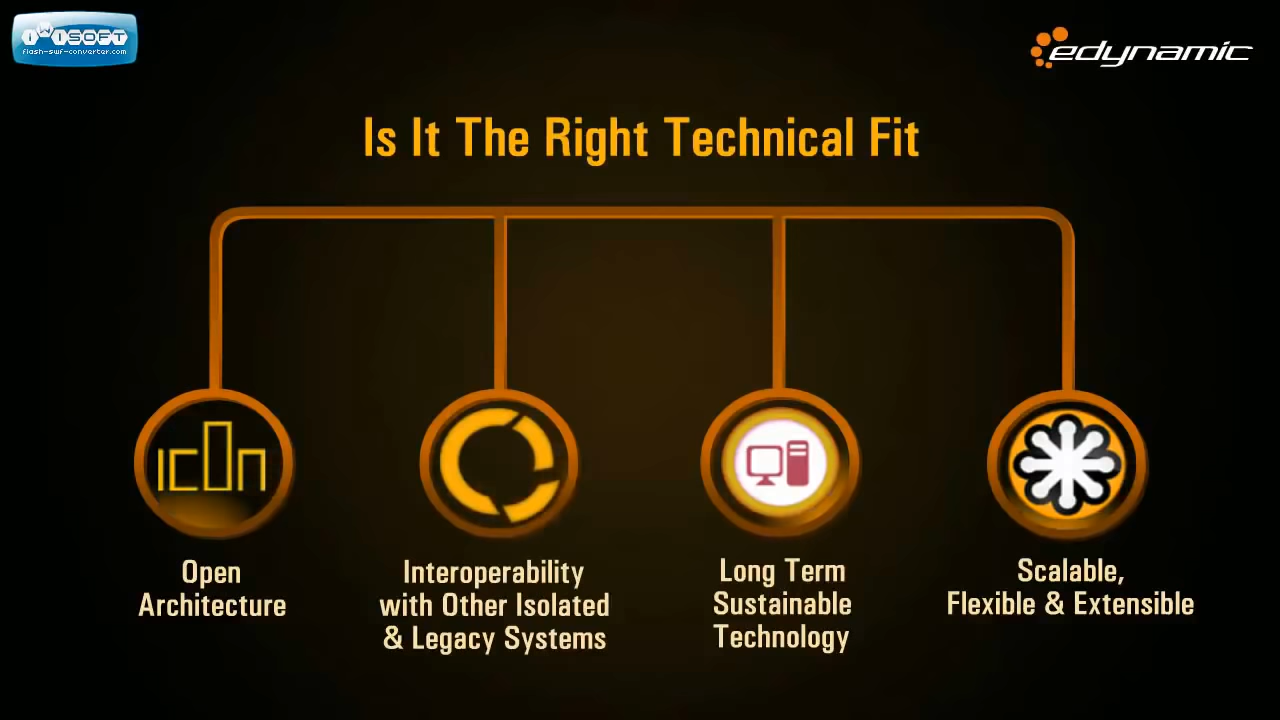 iWiSOFT
flash-swf-converter.com
edynamic
Is It The Right Technical Fit
icOn
Open
Architecture
Interoperability
with Other Isolated
& Legacy Systems
Long Term
Sustainable
Technology
Scalable,
Flexible & Extensible